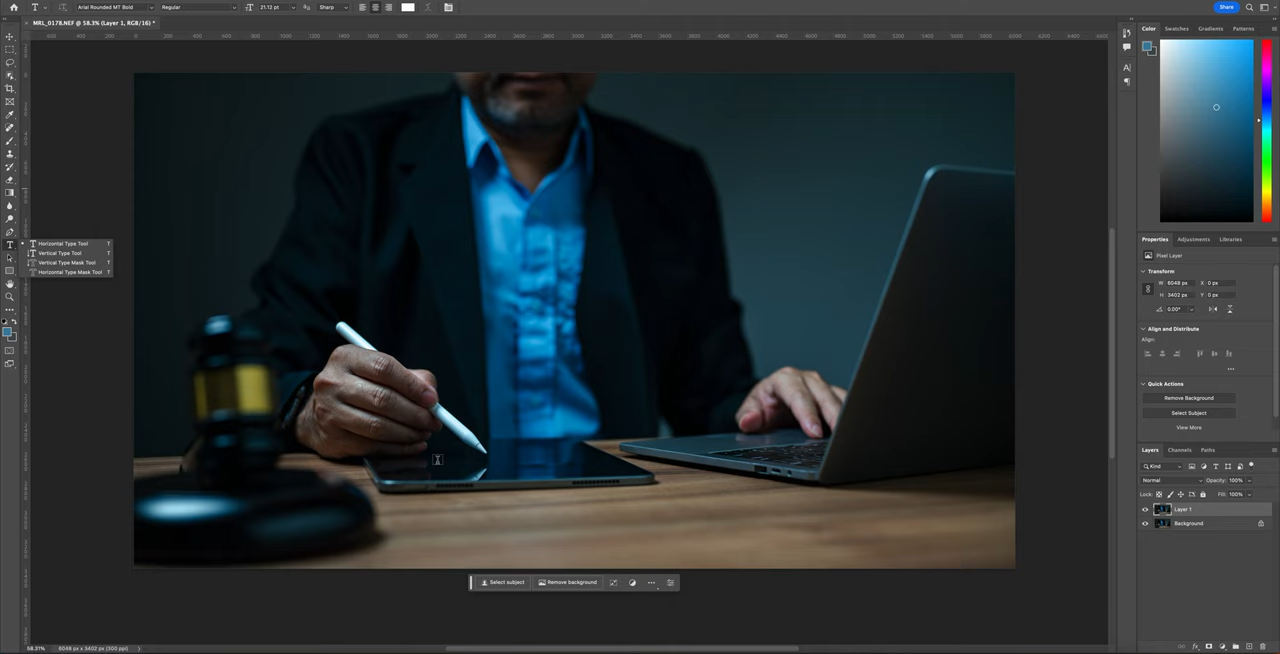 Arial Rounded MT Bold
Regular
21.12 pt
Sharp
Share
MRL_0178.NEF @ 58.3% (Layer 1, RGB/16) *
Horizontal Type Tool T
Vertical Type Tool T
Vertical Type Mask Tool T
Horizontal Type Mask Tool T
Color Swatches Gradients Patterns
Properties Adjustments Libraries
Pixel Layer
Transform
W 6048 px X 0 px
H 3402 px Y 0 px
0.00°
Align and Distribute
Align:
Quick Actions
Remove Background
Select Subject
View More
Layers Channels Paths
Kind
Normal Opacity: 100%
Lock: Fill: 100%
Layer 1
Background
Select subject Remove background
58.31% 6048 px x 3402 px (300 ppi)